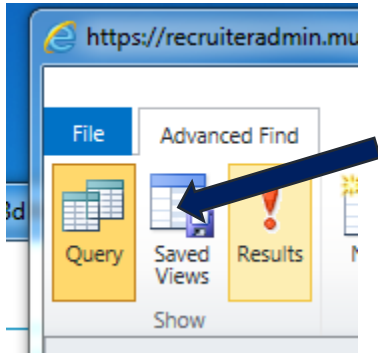 https://recruiteradmin.mu
File Advanced Find
Query Saved Views Results
Show